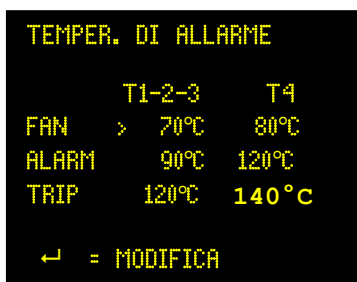 TEMPER. DI ALLARME
T1-2-3 T4
FAN > 70°C 80°C
ALARM 90°C 120°C
TRIP 120°C 140°C
↵ = MODIFICA